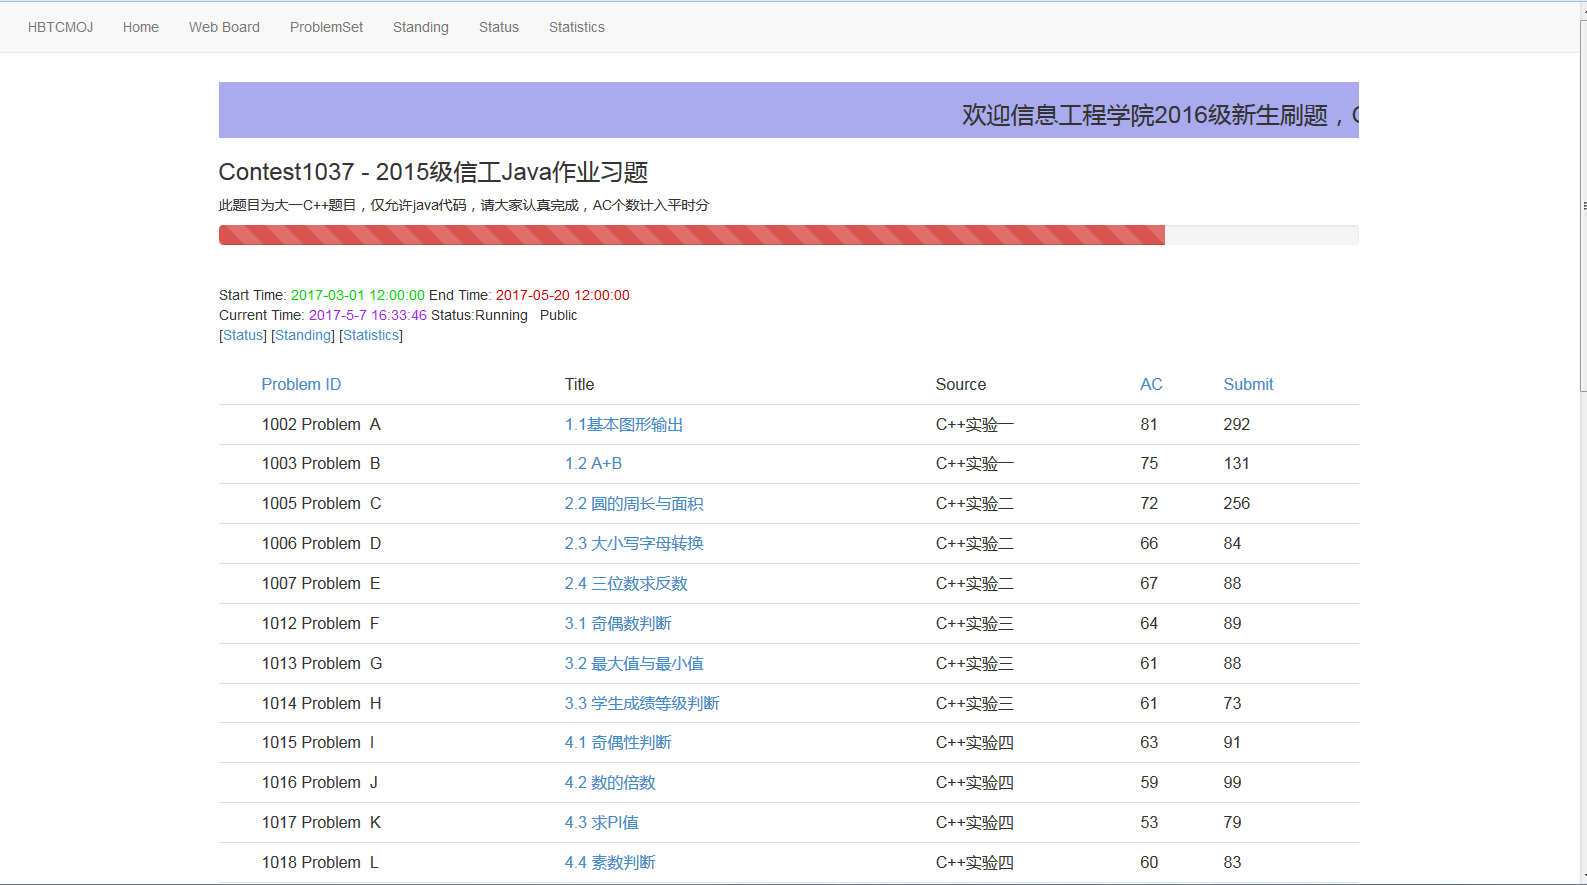 HBTCMOJ Home Web Board ProblemSet Standing Status Statistics
欢迎信息工程学院2016级新生刷题，
Contest1037 - 2015级信工Java作业习题
此题目为大一C++题目，仅允许java代码，请大家认真完成，AC个数计入平时分
Start Time: 2017-03-01 12:00:00 End Time: 2017-05-20 12:00:00
Current Time: 2017-5-7 16:33:46 Status:Running Public
[Status] [Standing] [Statistics]
Problem ID Title Source AC Submit
1002 Problem A 1.1基本图形输出 C++实验一 81 292
1003 Problem B 1.2 A+B C++实验一 75 131
1005 Problem C 2.2 圆的周长与面积 C++实验二 72 256
1006 Problem D 2.3 大小写字母转换 C++实验二 66 84
1007 Problem E 2.4 三位数求反数 C++实验二 67 88
1012 Problem F 3.1 奇偶数判断 C++实验三 64 89
1013 Problem G 3.2 最大值与最小值 C++实验三 61 88
1014 Problem H 3.3 学生成绩等级判断 C++实验三 61 73
1015 Problem I 4.1 奇偶性判断 C++实验四 63 91
1016 Problem J 4.2 数的倍数 C++实验四 59 99
1017 Problem K 4.3 求PI值 C++实验四 53 79
1018 Problem L 4.4 素数判断 C++实验四 60 83